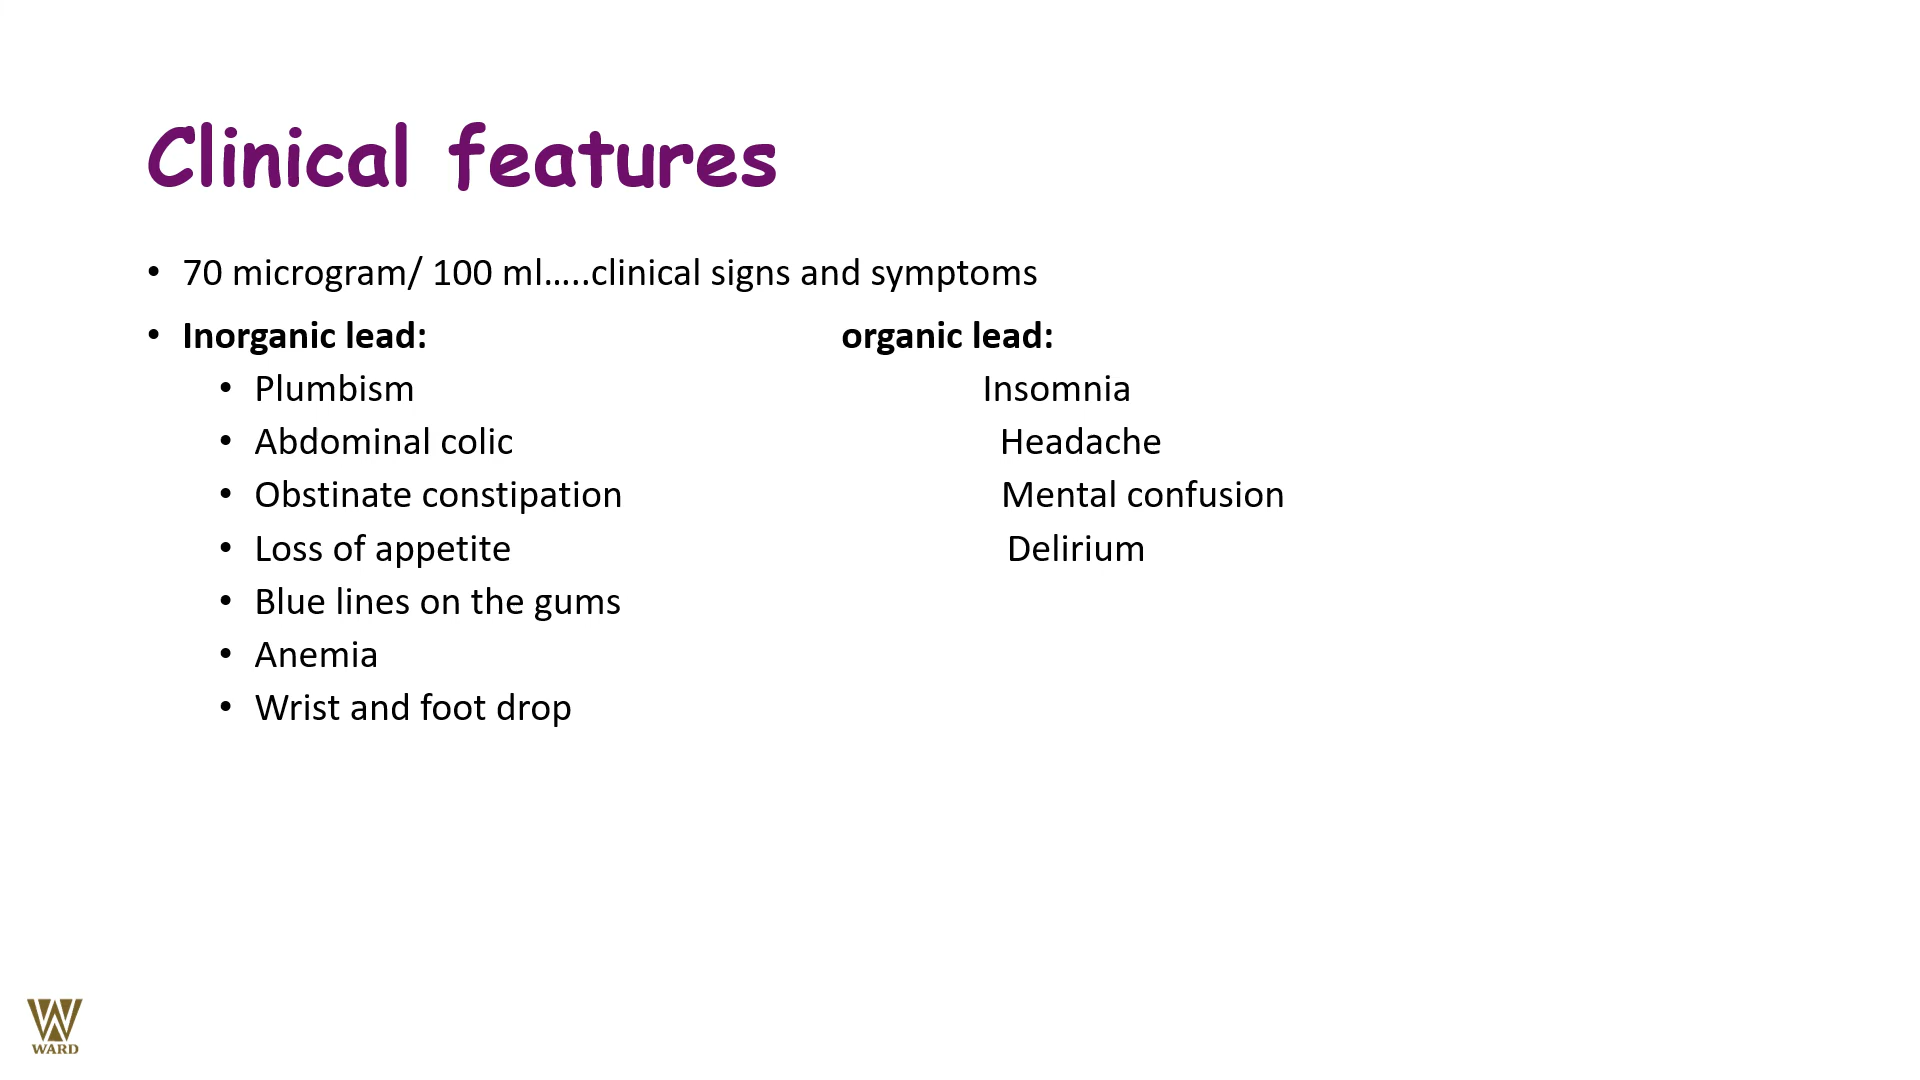 Clinical features
• 70 microgram/ 100 ml.....clinical signs and symptoms
• Inorganic lead: organic lead:
• Plumbism Insomnia
• Abdominal colic Headache
• Obstinate constipation Mental confusion
• Loss of appetite Delirium
• Blue lines on the gums
• Anemia
• Wrist and foot drop
WARD